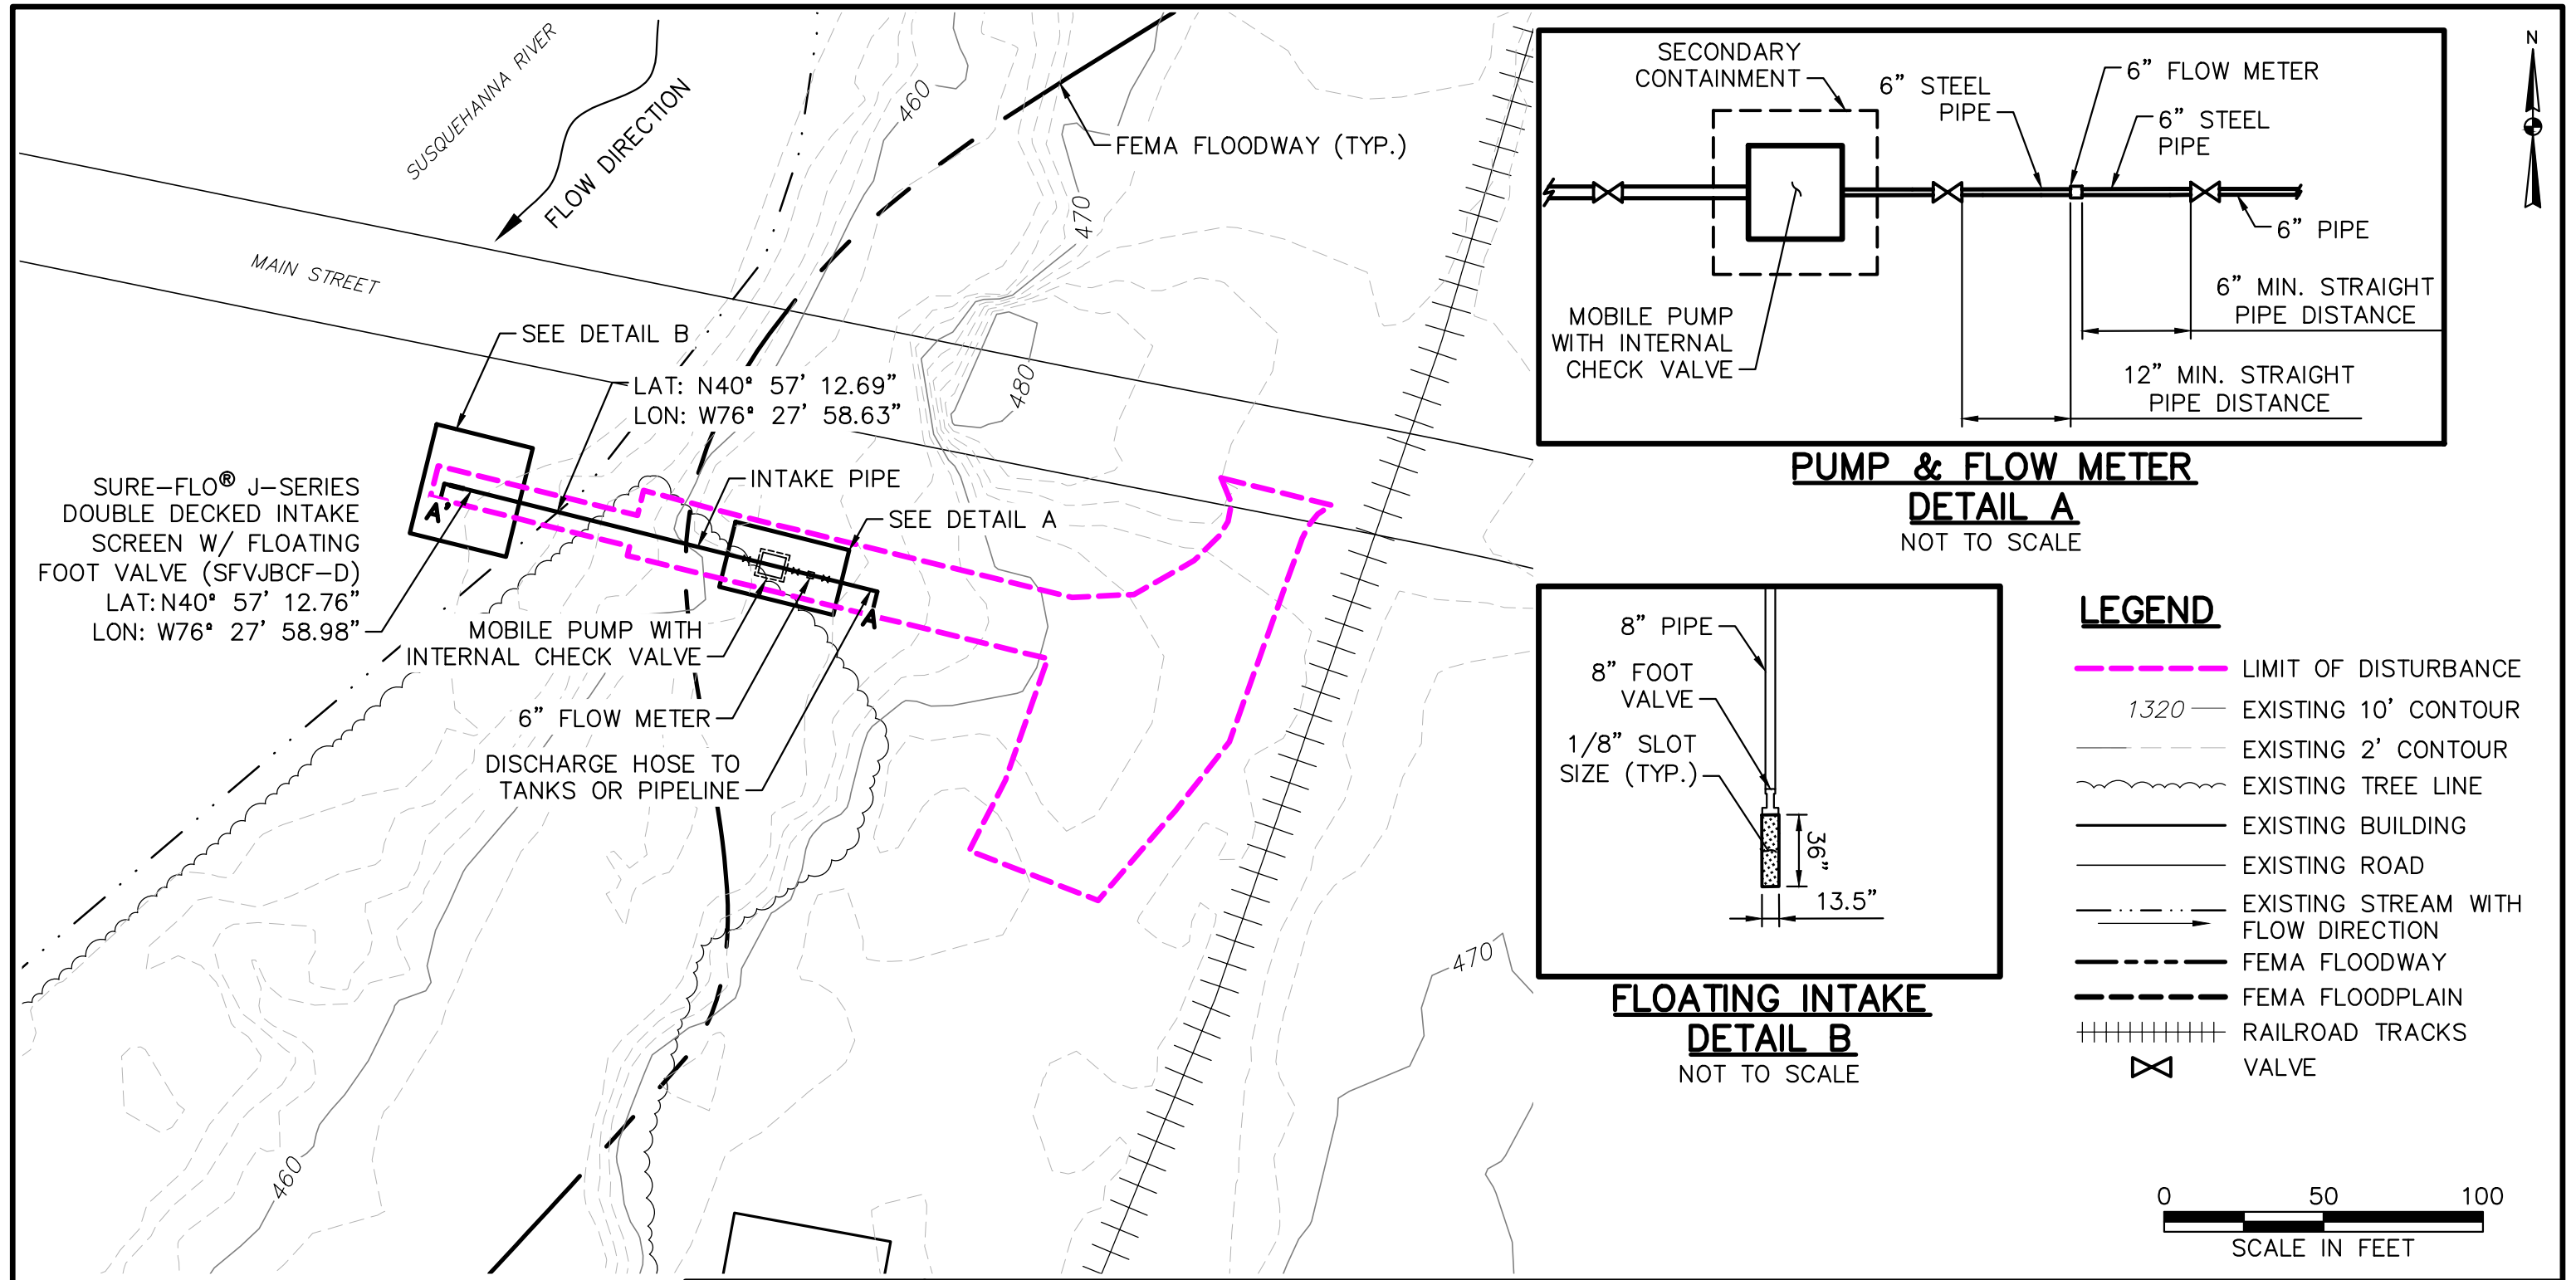 SUSQUEHANNA RIVER
FLOW DIRECTION
MAIN STREET
460
470
480
FEMA FLOODWAY (TYP.)
SEE DETAIL B
LAT: N40° 57' 12.69"
LON: W76° 27' 58.63"
INTAKE PIPE
SEE DETAIL A
SURE-FLO® J-SERIES
DOUBLE DECKED INTAKE
SCREEN W/ FLOATING
FOOT VALVE (SFVJBCF-D)
LAT: N40° 57' 12.76"
LON: W76° 27' 58.98"
A'
A
MOBILE PUMP WITH
INTERNAL CHECK VALVE
6" FLOW METER
DISCHARGE HOSE TO
TANKS OR PIPELINE
460
470
SECONDARY
CONTAINMENT
6" STEEL
PIPE
6" FLOW METER
6" STEEL
PIPE
6" PIPE
MOBILE PUMP
WITH INTERNAL
CHECK VALVE
6" MIN. STRAIGHT
PIPE DISTANCE
12" MIN. STRAIGHT
PIPE DISTANCE
PUMP & FLOW METER
DETAIL A
NOT TO SCALE
N
8" PIPE
8" FOOT
VALVE
1/8" SLOT
SIZE (TYP.)
36"
13.5"
FLOATING INTAKE
DETAIL B
NOT TO SCALE
LEGEND
LIMIT OF DISTURBANCE
1320 EXISTING 10' CONTOUR
EXISTING 2' CONTOUR
EXISTING TREE LINE
EXISTING BUILDING
EXISTING ROAD
EXISTING STREAM WITH
FLOW DIRECTION
FEMA FLOODWAY
FEMA FLOODPLAIN
RAILROAD TRACKS
VALVE
0 50 100
SCALE IN FEET